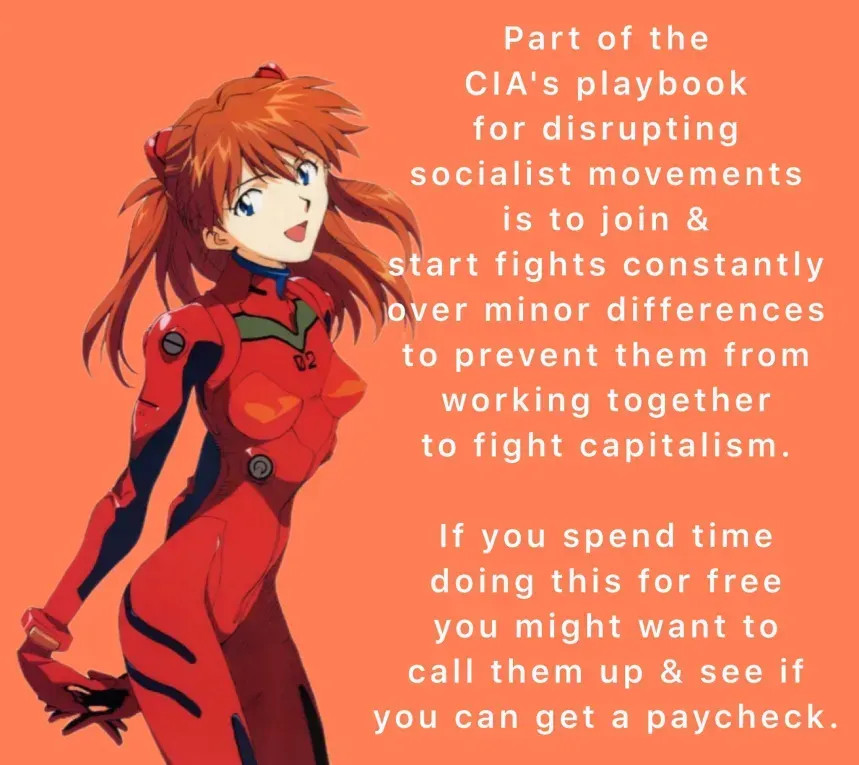 Part of the
CIA's playbook
for disrupting
socialist movements
is to join &
start fights constantly
over minor differences
to prevent them from
working together
to fight capitalism.
If you spend time
doing this for free
you might want to
call them up & see if
you can get a paycheck.
02